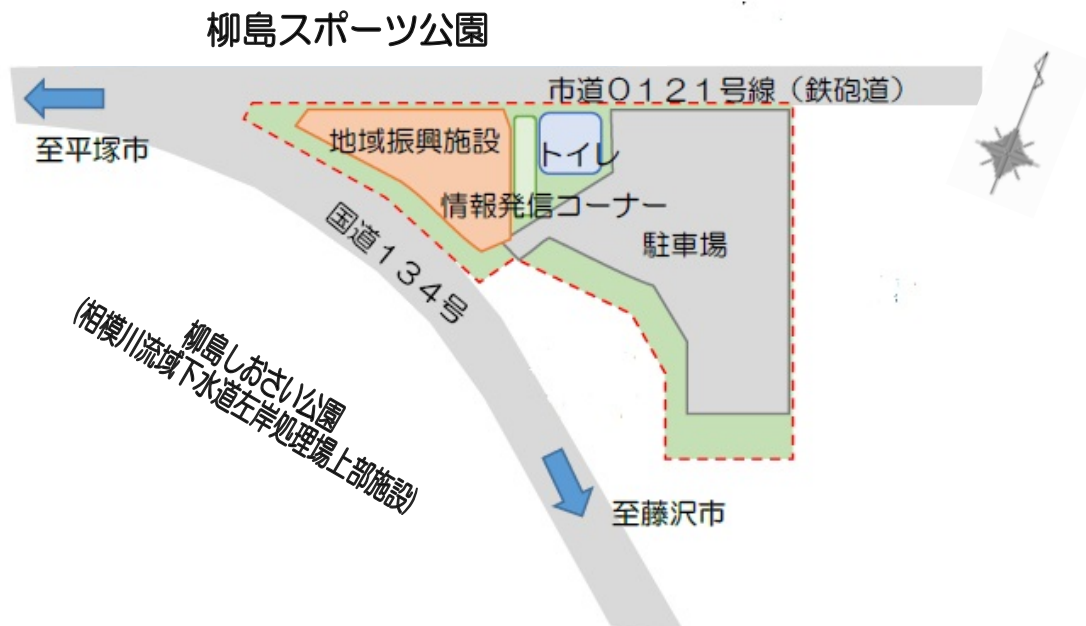 柳島スポーツ公園
市道０１２１号線（鉄砲道）
至平塚市
地域振興施設
トイレ
情報発信コーナー
駐車場
国道１３４号
柳島しおさい公園
(相模川流域下水道左岸処理場上部施設)
至藤沢市